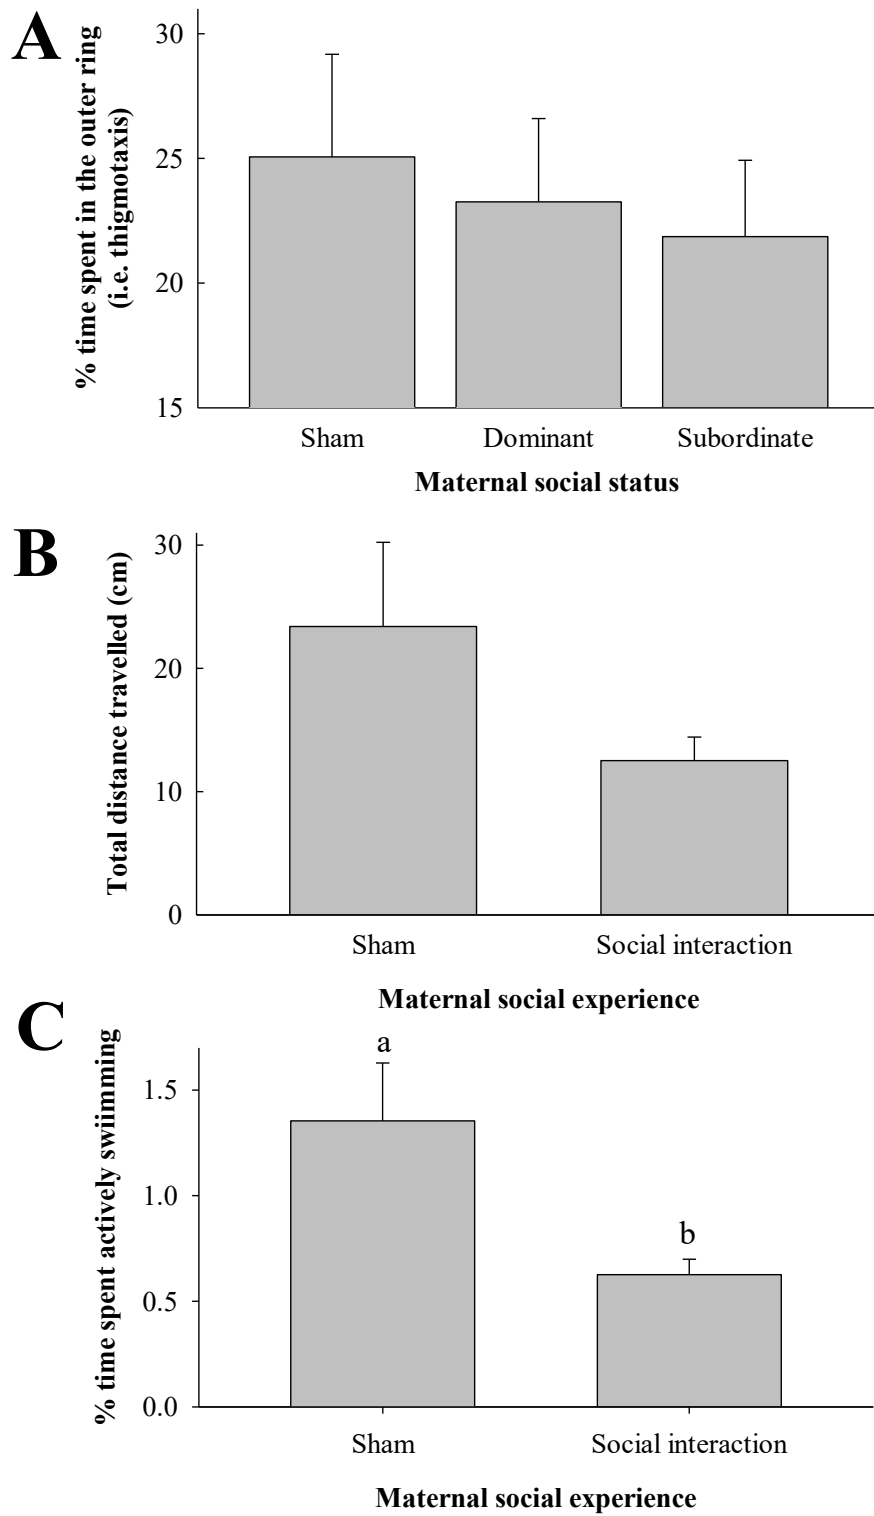 A
% time spent in the outer ring
(i.e. thigmotaxis)
30
25
20
15
Sham Dominant Subordinate
Maternal social status
B
Total distance travelled (cm)
30
20
10
0
Sham Social interaction
Maternal social experience
C
% time spent actively swiimming
1.5
1.0
0.5
0.0
a
b
Sham Social interaction
Maternal social experience